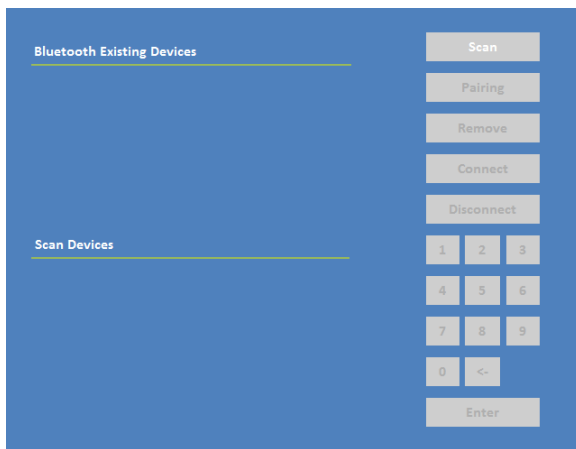 Bluetooth Existing Devices
Scan
Pairing
Remove
Connect
Disconnect
Scan Devices
1 2 3
4 5 6
7 8 9
0 <-
Enter